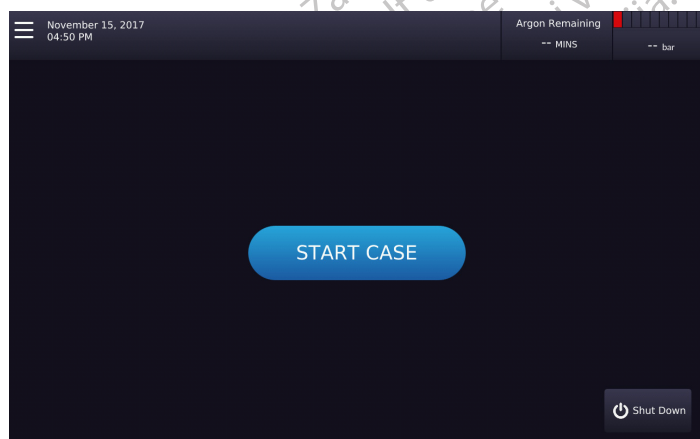 November 15, 2017
04:50 PM
Argon Remaining
-- MINS
-- bar
START CASE
Shut Down